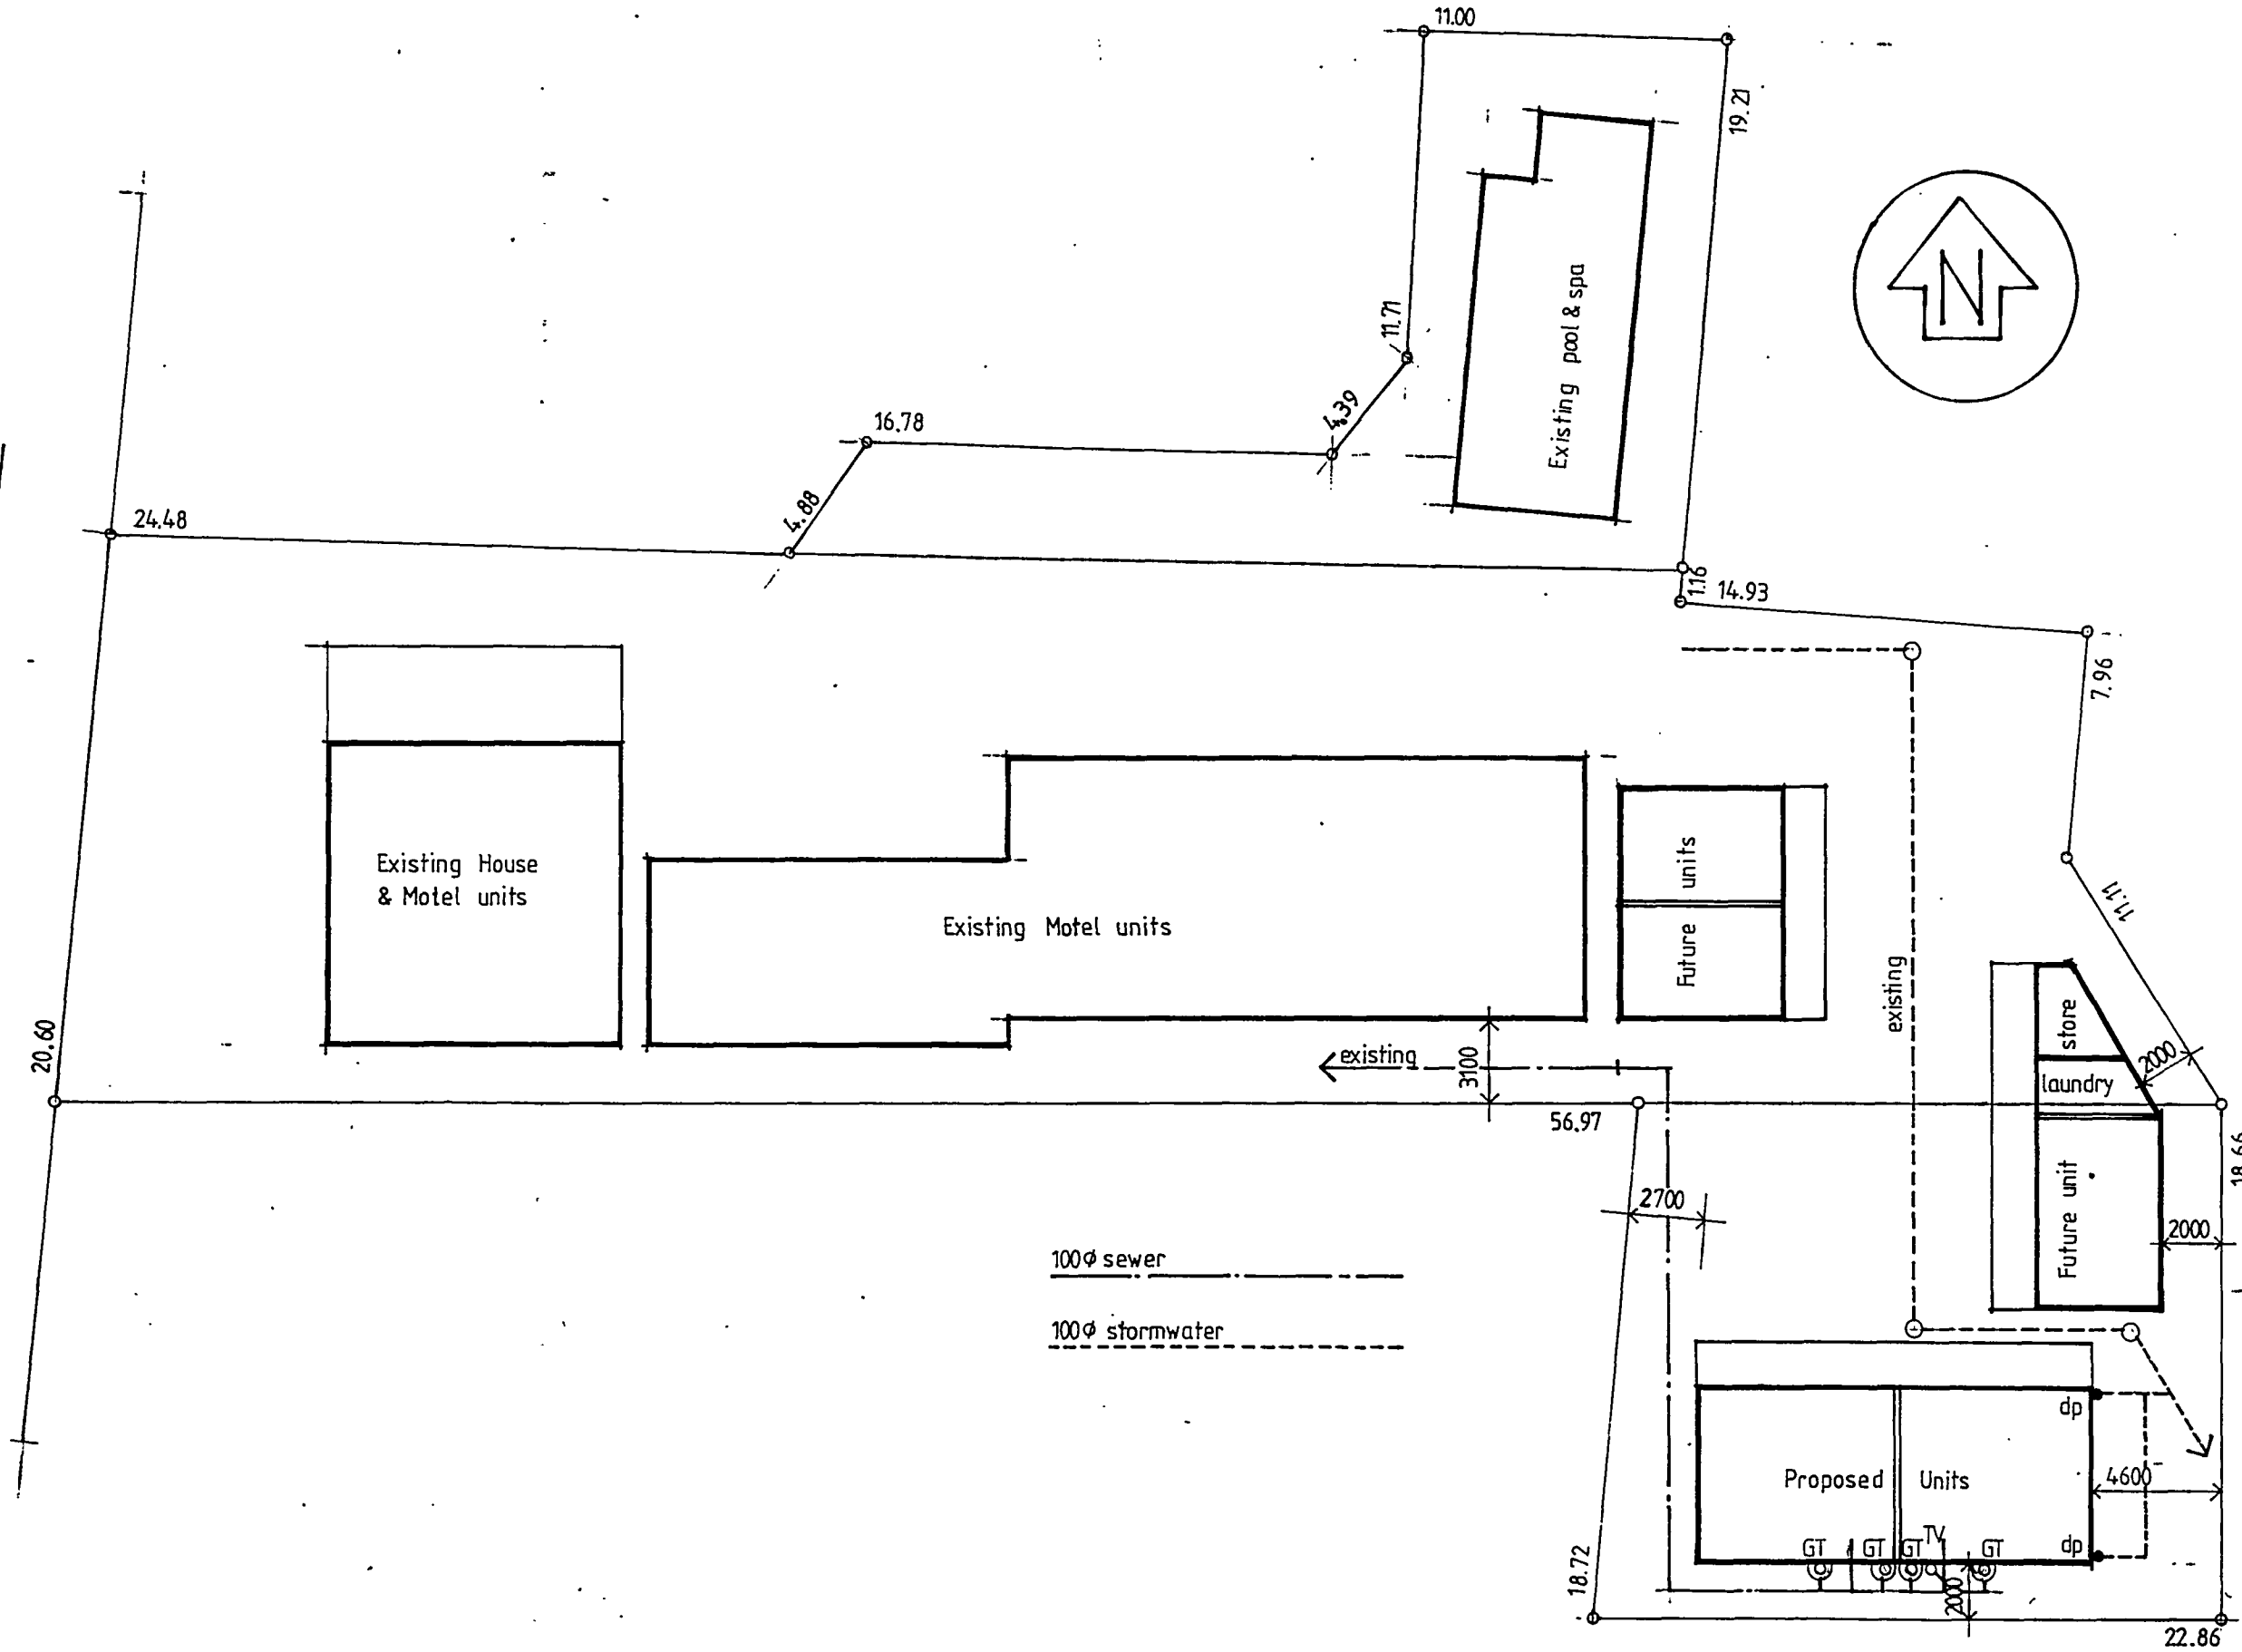 11.00
19.21
N
11.71
Existing pool & spa
4.39
16.78
4.88
24.48
1.16
14.93
7.96
Existing House
& Motel units
Existing Motel units
Future units
existing
11.11
20.60
existing
3100
store
2000
laundry
56.97
18.66
2700
Future unit
2000
100φ sewer
100φ stormwater
dp
Proposed Units
4600
GT GT GT TV GT dp
18.72
2000
22.86